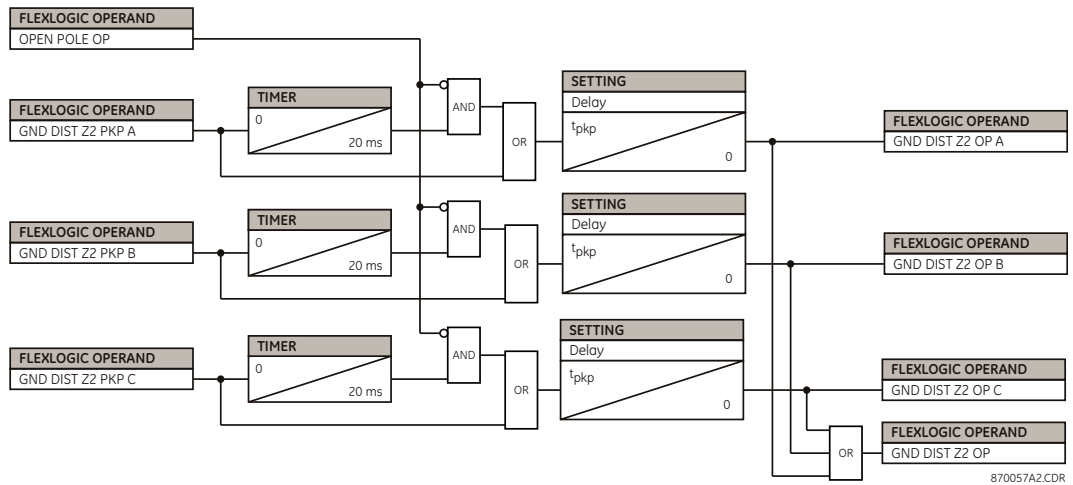 FLEXLOGIC OPERAND
OPEN POLE OP
FLEXLOGIC OPERAND
GND DIST Z2 PKP A
TIMER
0
20 ms
AND
OR
SETTING
Delay
tpkp
0
FLEXLOGIC OPERAND
GND DIST Z2 OP A
FLEXLOGIC OPERAND
GND DIST Z2 PKP B
TIMER
0
20 ms
AND
OR
SETTING
Delay
tpkp
0
FLEXLOGIC OPERAND
GND DIST Z2 OP B
FLEXLOGIC OPERAND
GND DIST Z2 PKP C
TIMER
0
20 ms
AND
OR
SETTING
Delay
tpkp
0
FLEXLOGIC OPERAND
GND DIST Z2 OP C
OR
FLEXLOGIC OPERAND
GND DIST Z2 OP
870057A2.CDR